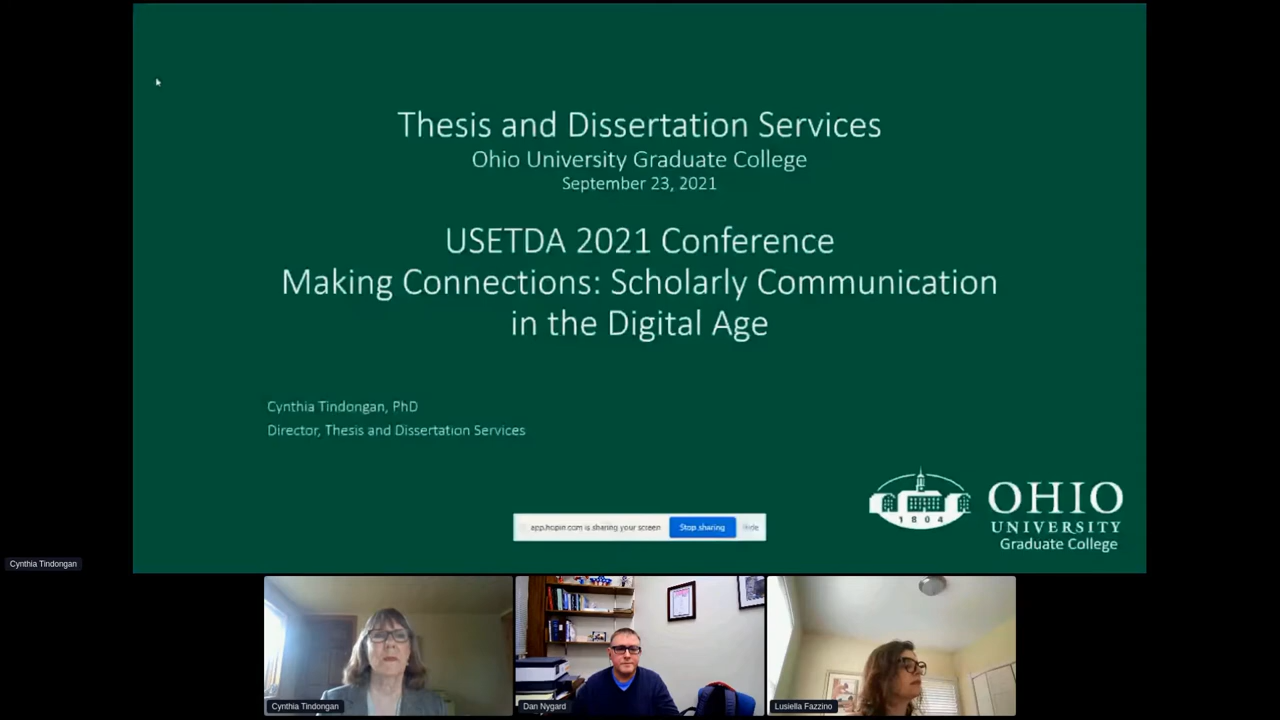 Thesis and Dissertation Services
Ohio University Graduate College
September 23, 2021
USETDA 2021 Conference
Making Connections: Scholarly Communication
in the Digital Age
Cynthia Tindongan, PhD
Director, Thesis and Dissertation Services
1804
OHIO
UNIVERSITY
Graduate College
app.hopin.com is sharing your screen
Stop sharing
Hide
Cynthia Tindongan
Cynthia Tindongan
Dan Nygard
Lusiella Fazzino